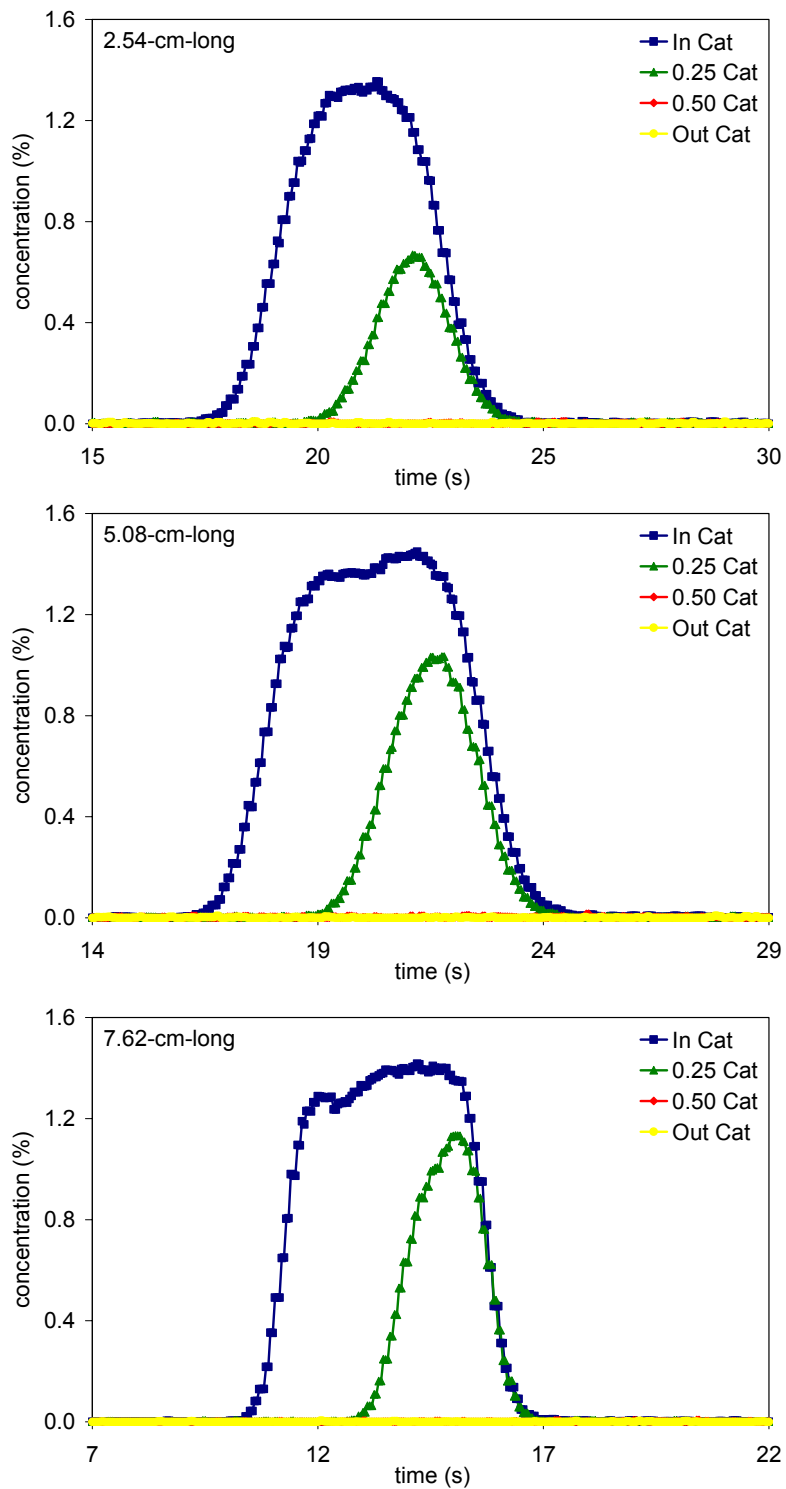 1.6
2.54-cm-long
In Cat
0.25 Cat
0.50 Cat
Out Cat
1.2
0.8
0.4
0.0
concentration (%)
15 20 25 30
time (s)
1.6
5.08-cm-long
In Cat
0.25 Cat
0.50 Cat
Out Cat
1.2
0.8
0.4
0.0
concentration (%)
14 19 24 29
time (s)
1.6
7.62-cm-long
In Cat
0.25 Cat
0.50 Cat
Out Cat
1.2
0.8
0.4
0.0
concentration (%)
7 12 17 22
time (s)